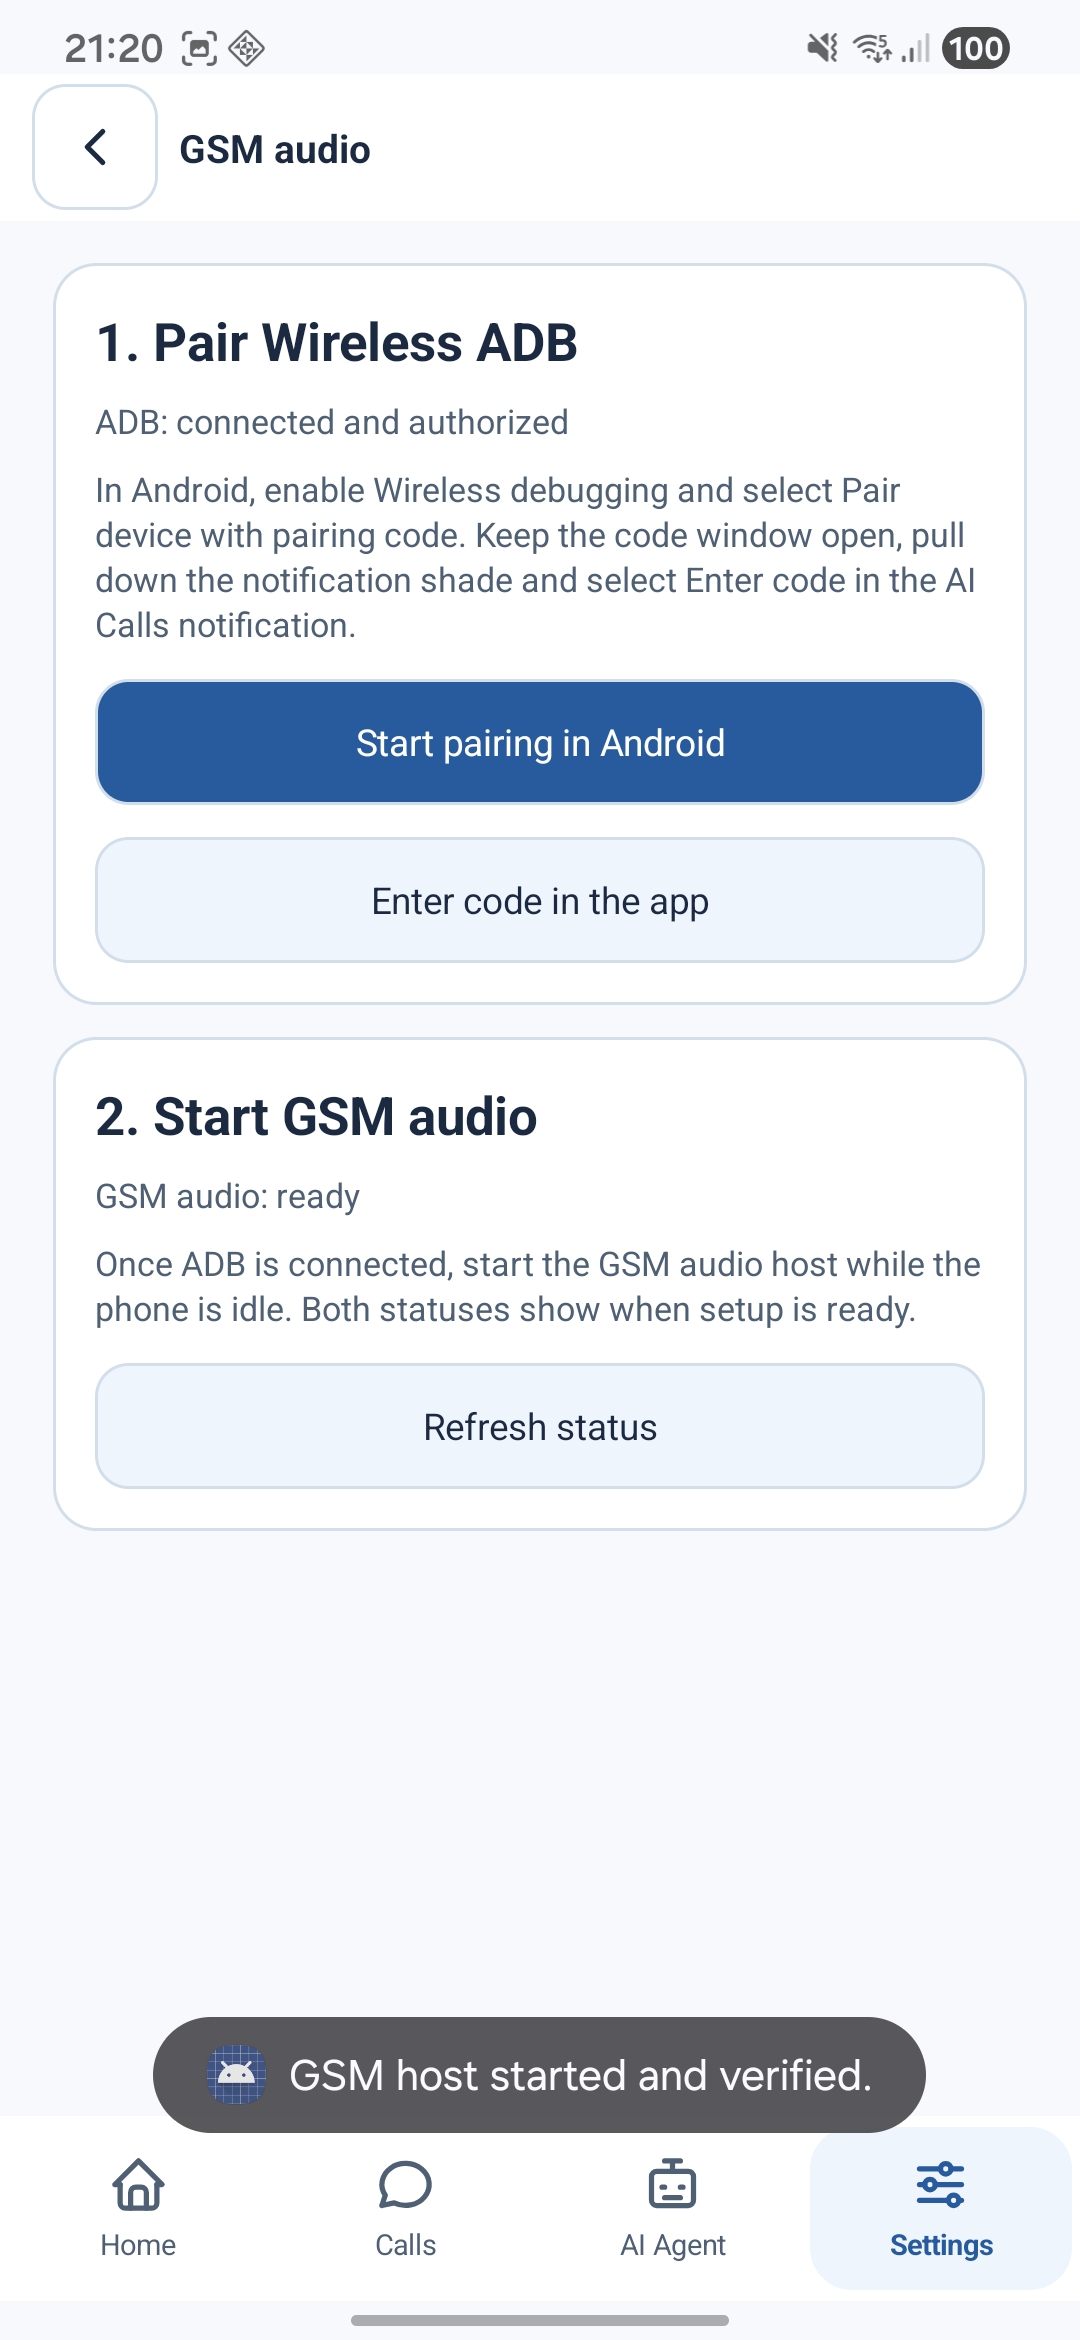 21:20
5
100
GSM audio
1. Pair Wireless ADB
ADB: connected and authorized
In Android, enable Wireless debugging and select Pair
device with pairing code. Keep the code window open, pull
down the notification shade and select Enter code in the AI
Calls notification.
Start pairing in Android
Enter code in the app
2. Start GSM audio
GSM audio: ready
Once ADB is connected, start the GSM audio host while the
phone is idle. Both statuses show when setup is ready.
Refresh status
GSM host started and verified.
Home
Calls
AI Agent
Settings